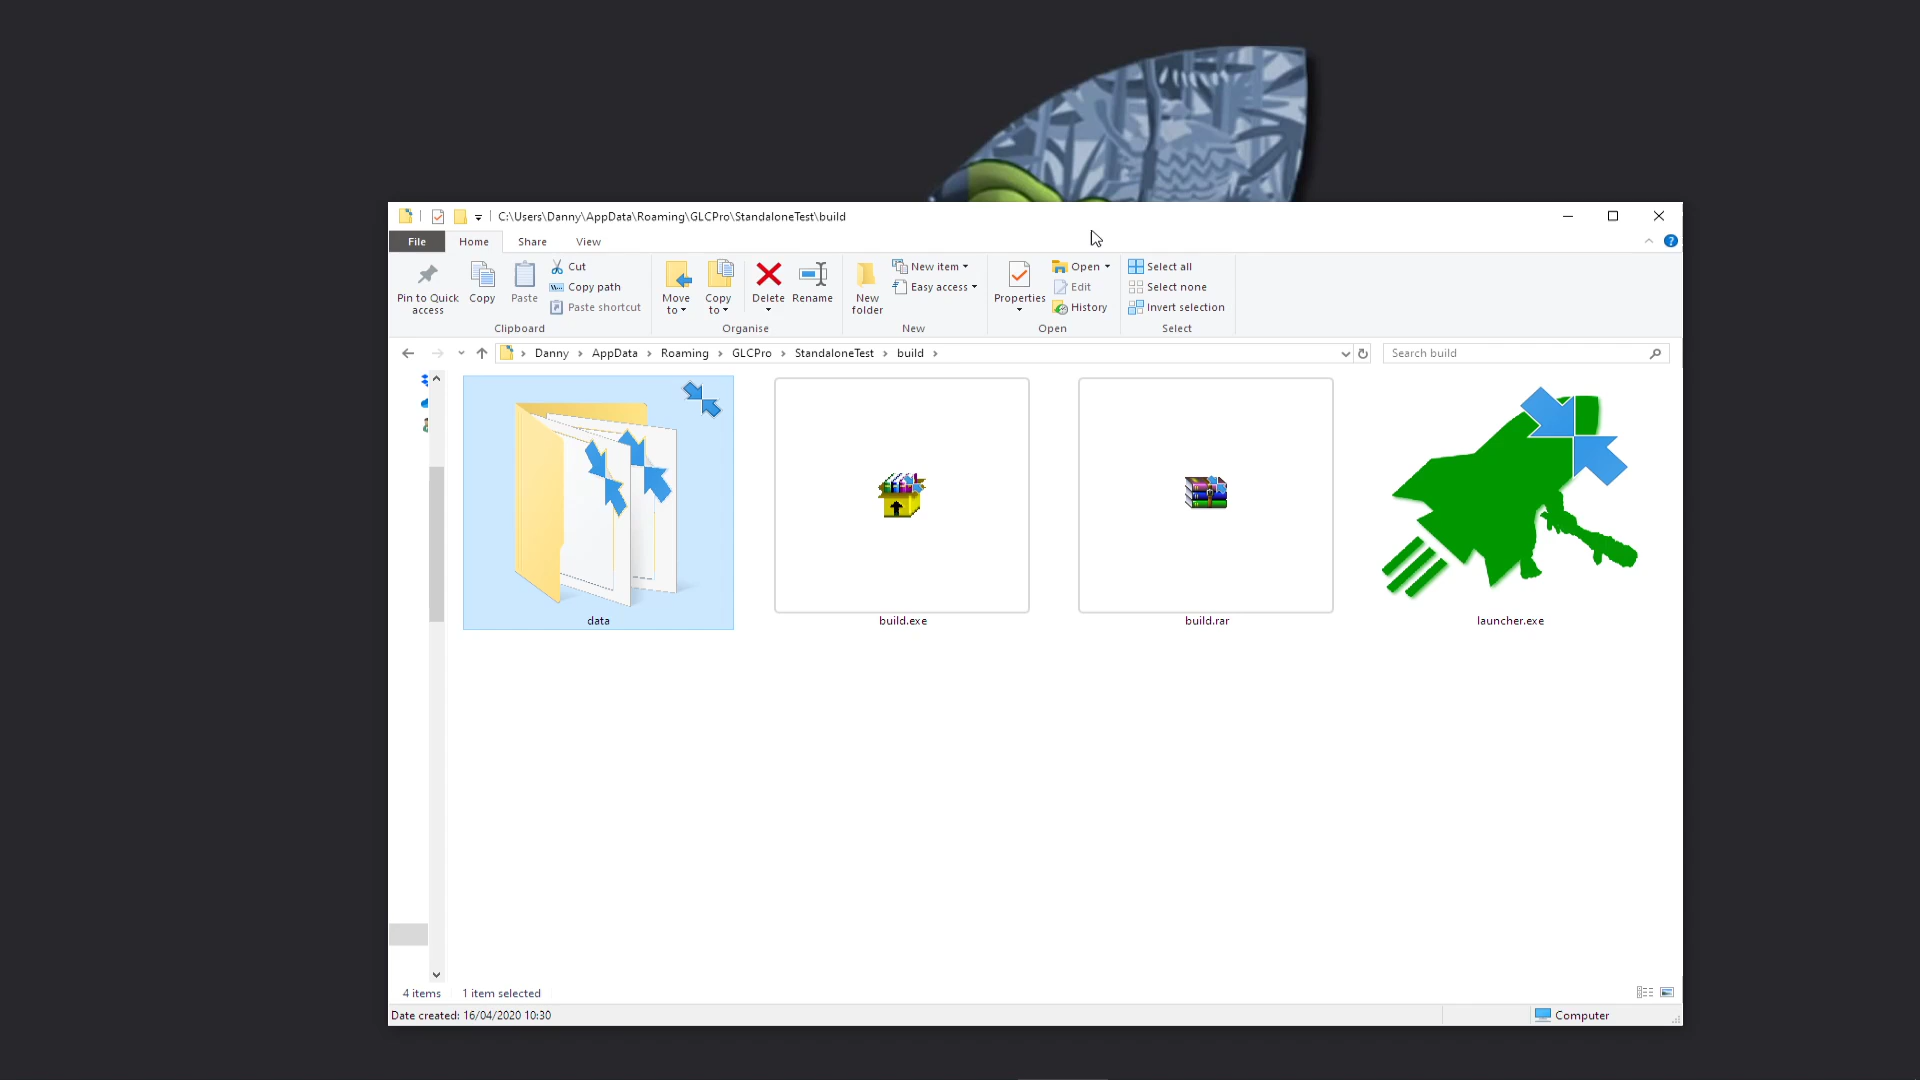 C:\Users\Danny\AppData\Roaming\GLCPro\StandaloneTest\build
File Home Share View
Pin to Quick access
Copy
Paste
Cut
Copy path
Paste shortcut
Clipboard
Move to
Copy to
Delete
Rename
Organise
New folder
New item
Easy access
New
Properties
Open
Edit
History
Open
Select all
Select none
Invert selection
Select
Danny AppData Roaming GLCPro StandaloneTest build
Search build
data
build.exe
build.rar
launcher.exe
4 items 1 item selected
Date created: 16/04/2020 10:30
Computer